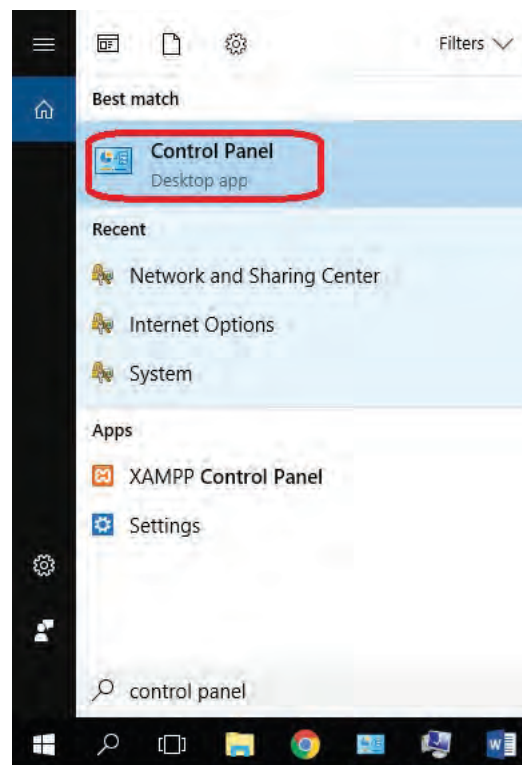 Filters
Best match
Control Panel
Desktop app
Recent
Network and Sharing Center
Internet Options
System
Apps
XAMPP Control Panel
Settings
control panel